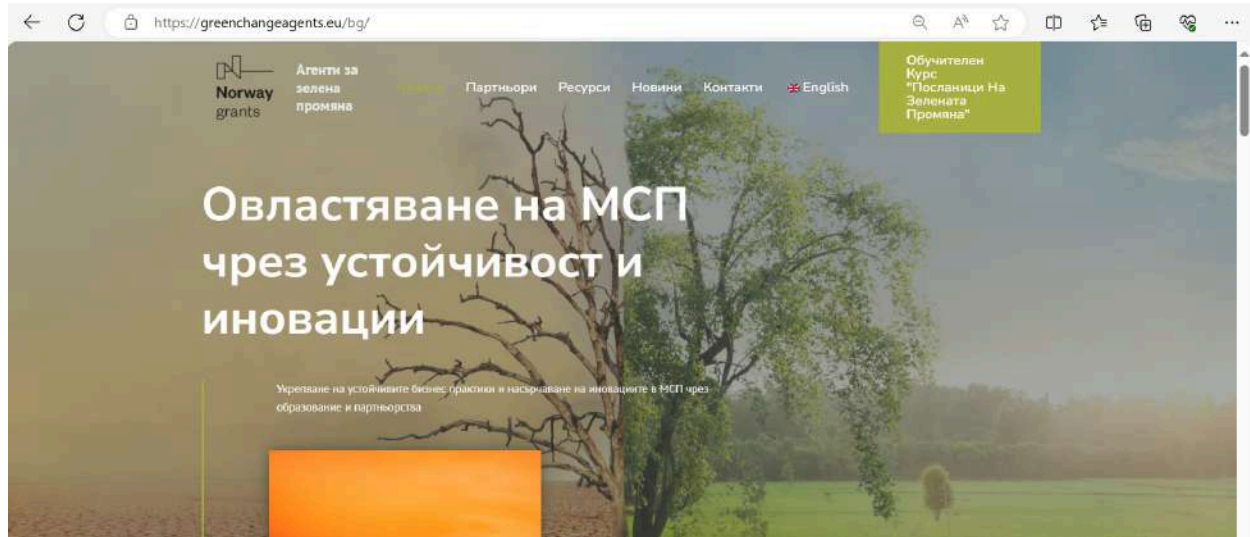 https://greenchangeagents.eu/bg/
Norway
grants
Агенти за
зелена
промяна
Партньори Ресурси Новини Контакти English
Обучителен
Курс
"Посланици На
Зелената
Промяна"
Овластяване на МСП
чрез устойчивост и
иновации
Укрепване на устойчивите бизнес практики и насърчаване на иновациите в МСП чрез
образование и партньорства